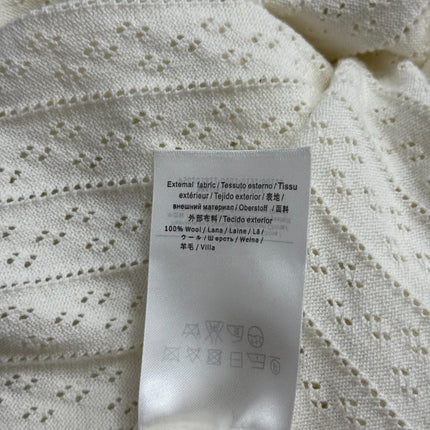 External fabric / Tessuto esterno / Tissu
extérieur / Tejido exterior / 表地 /
внешний материал / Oberstoff / 面料
外部布料 / Tecido exterior
100% Wool / Lana / Laine / Lã /
ウール / Шерсть / Weina /
羊毛 / Villa